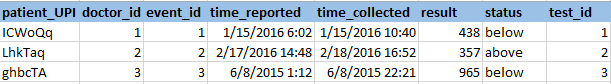 patient_UPI doctor_id event_id time_reported time_collected result status test_id
ICWoQq 1 1 1/15/2016 6:02 1/15/2016 10:40 438 below 1
LhkTaq 2 2 2/17/2016 14:48 2/18/2016 16:52 357 above 2
ghbcTA 3 3 6/8/2015 1:12 6/8/2015 22:21 965 below 3